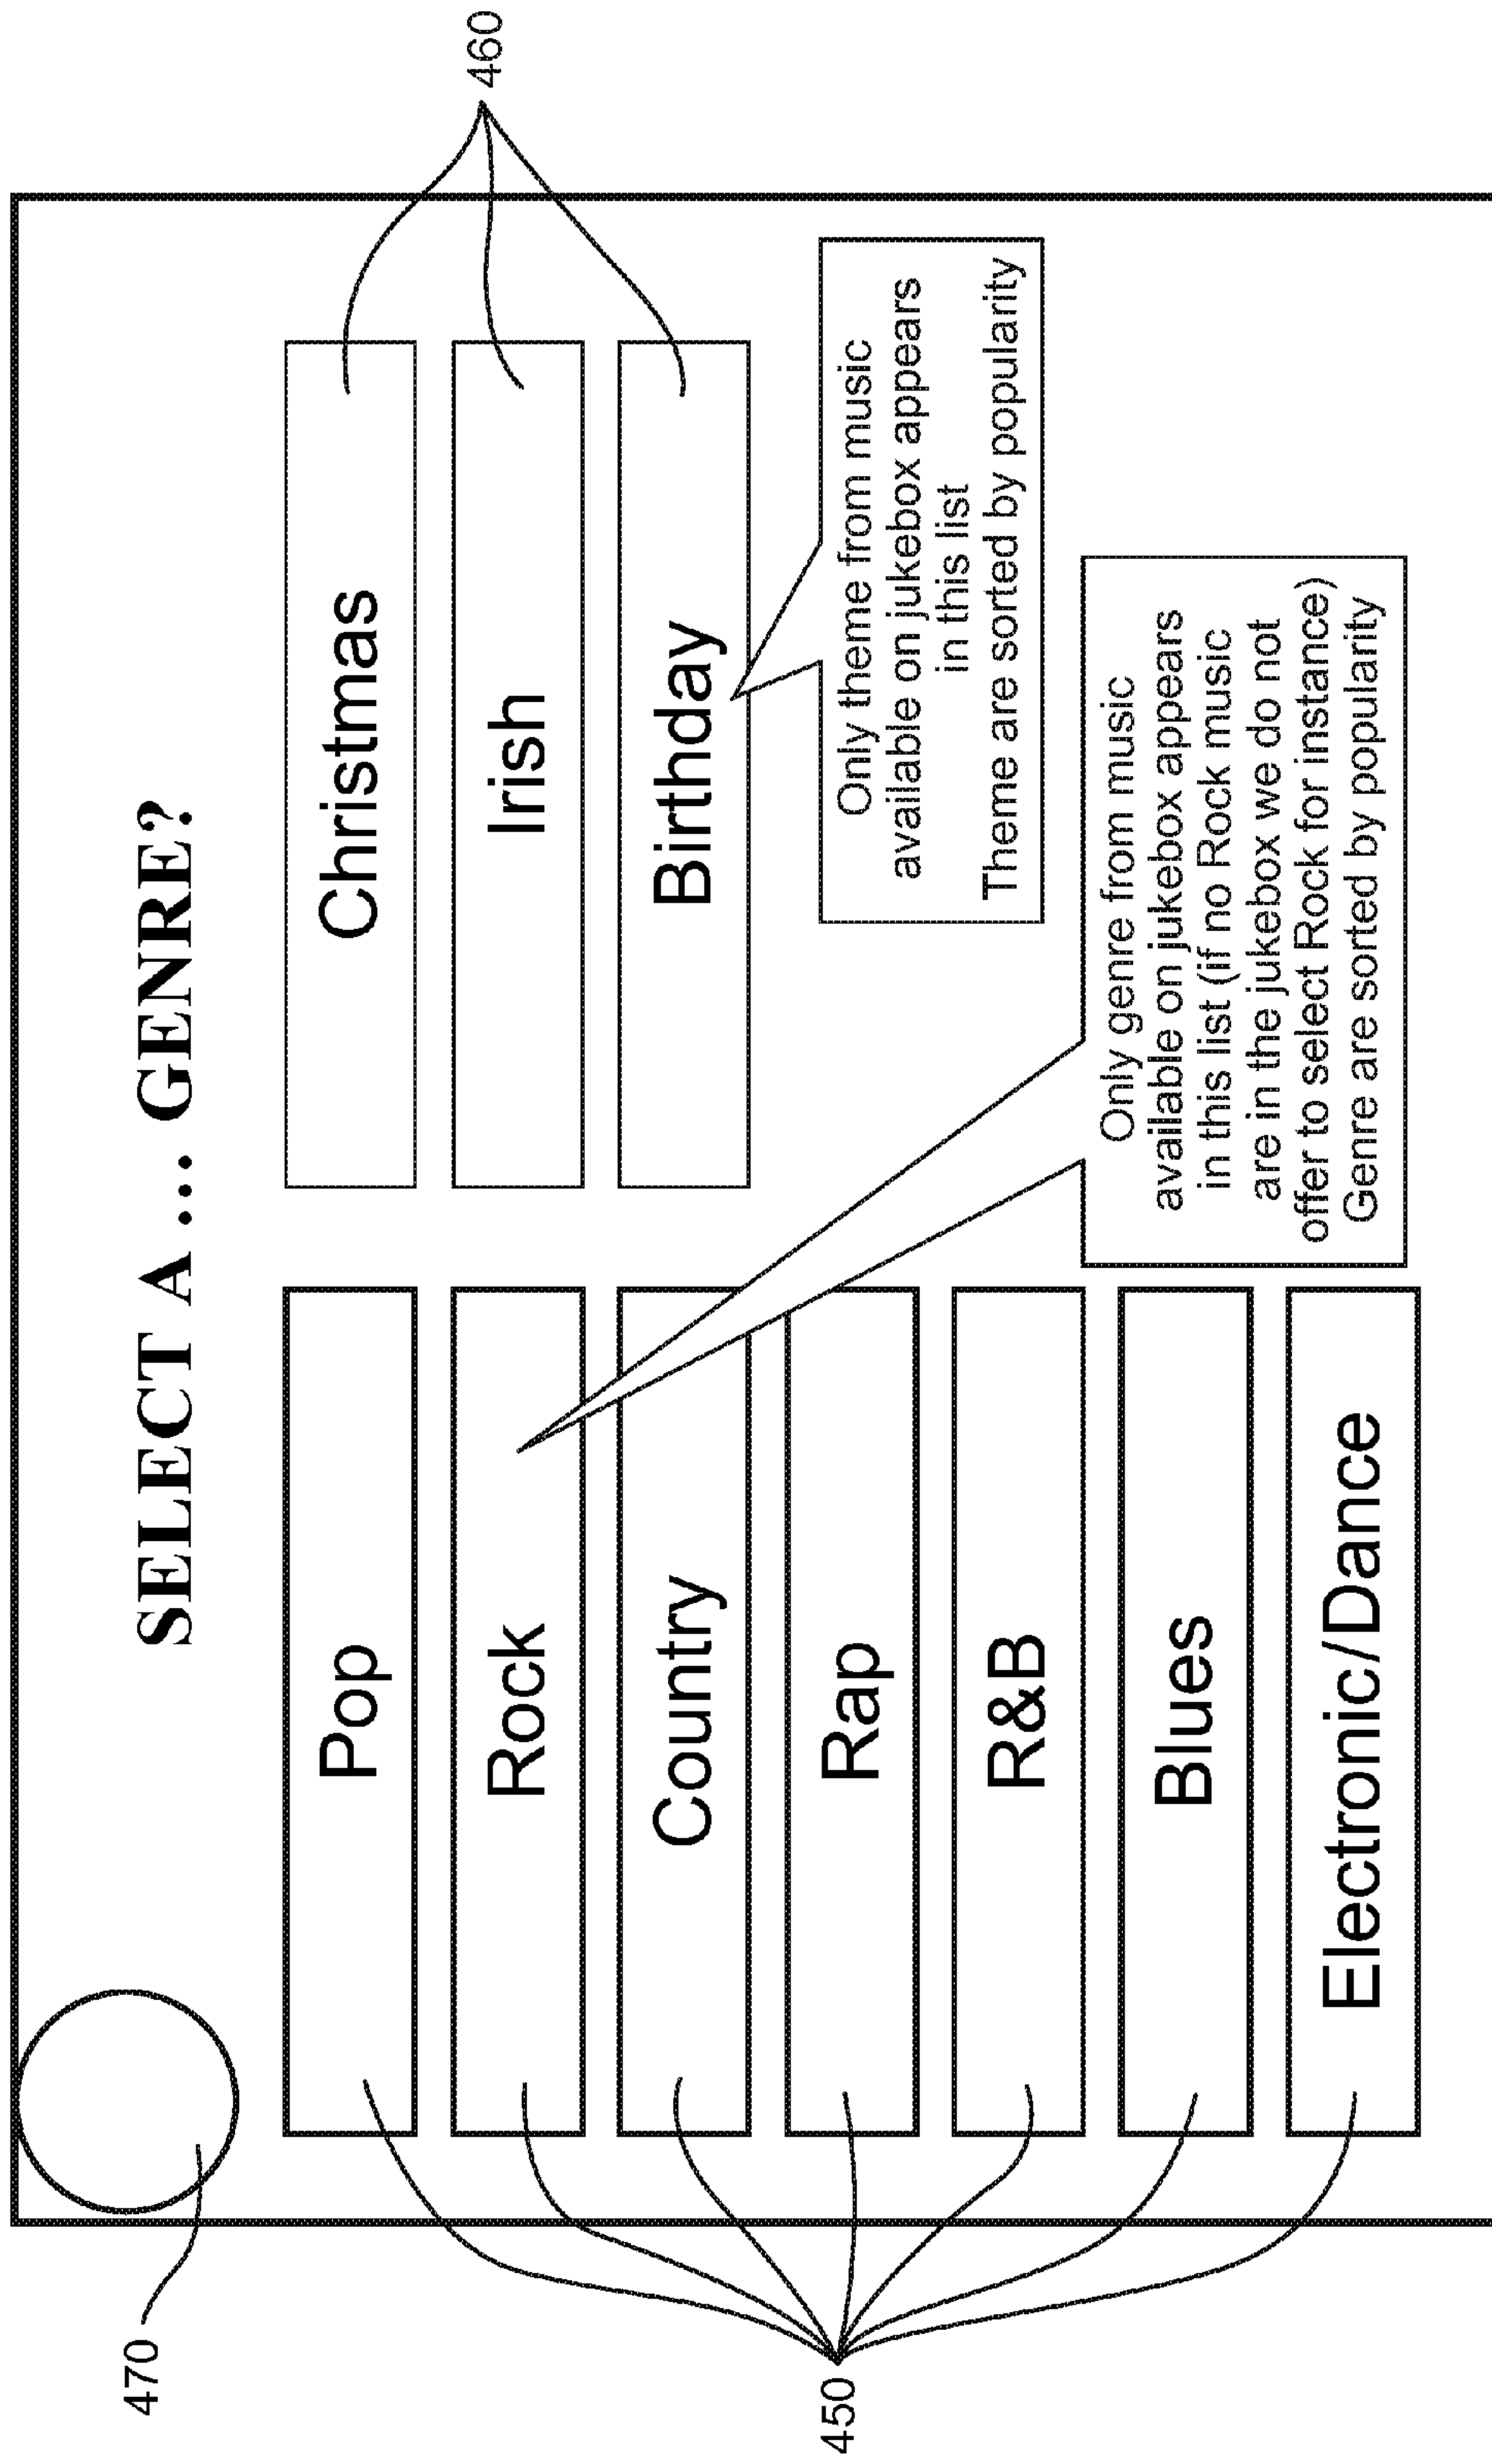 SELECT A ... GENRE?
470
Pop
Rock
Country
Rap
R&B
Blues
Electronic/Dance
450
Christmas
Irish
Birthday
460
Only theme from music
available on jukebox appears
in this list
Theme are sorted by popularity
Only genre from music
available on jukebox appears
in this list (if no Rock music
are in the jukebox we do not
offer to select Rock for instance)
Genre are sorted by popularity